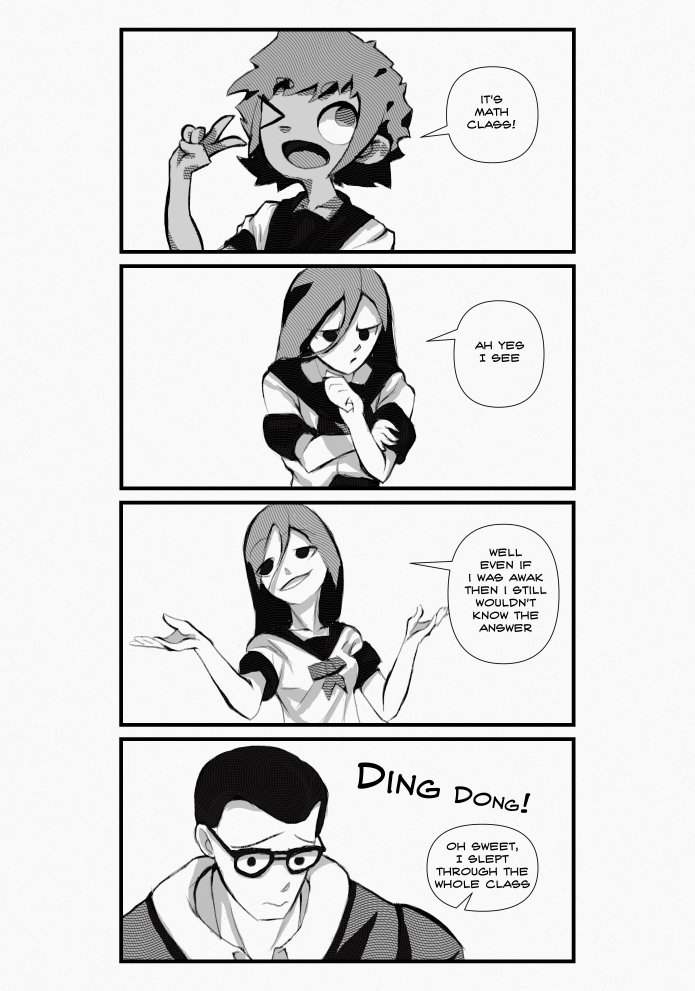 IT'S
MATH
CLASS!
AH YES
I SEE
WELL
EVEN IF
I WAS AWAK
THEN I STILL
WOULDN'T
KNOW THE
ANSWER
DING DONG!
OH SWEET,
I SLEPT
THROUGH THE
WHOLE CLASS